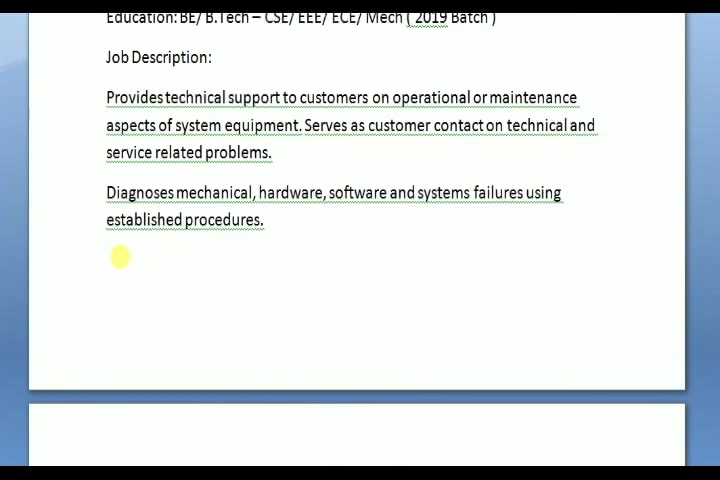 Education: BE/ B.Tech – CSE/ EEE/ ECE/ Mech ( 2019 Batch )
Job Description:
Provides technical support to customers on operational or maintenance
aspects of system equipment. Serves as customer contact on technical and
service related problems.
Diagnoses mechanical, hardware, software and systems failures using
established procedures.